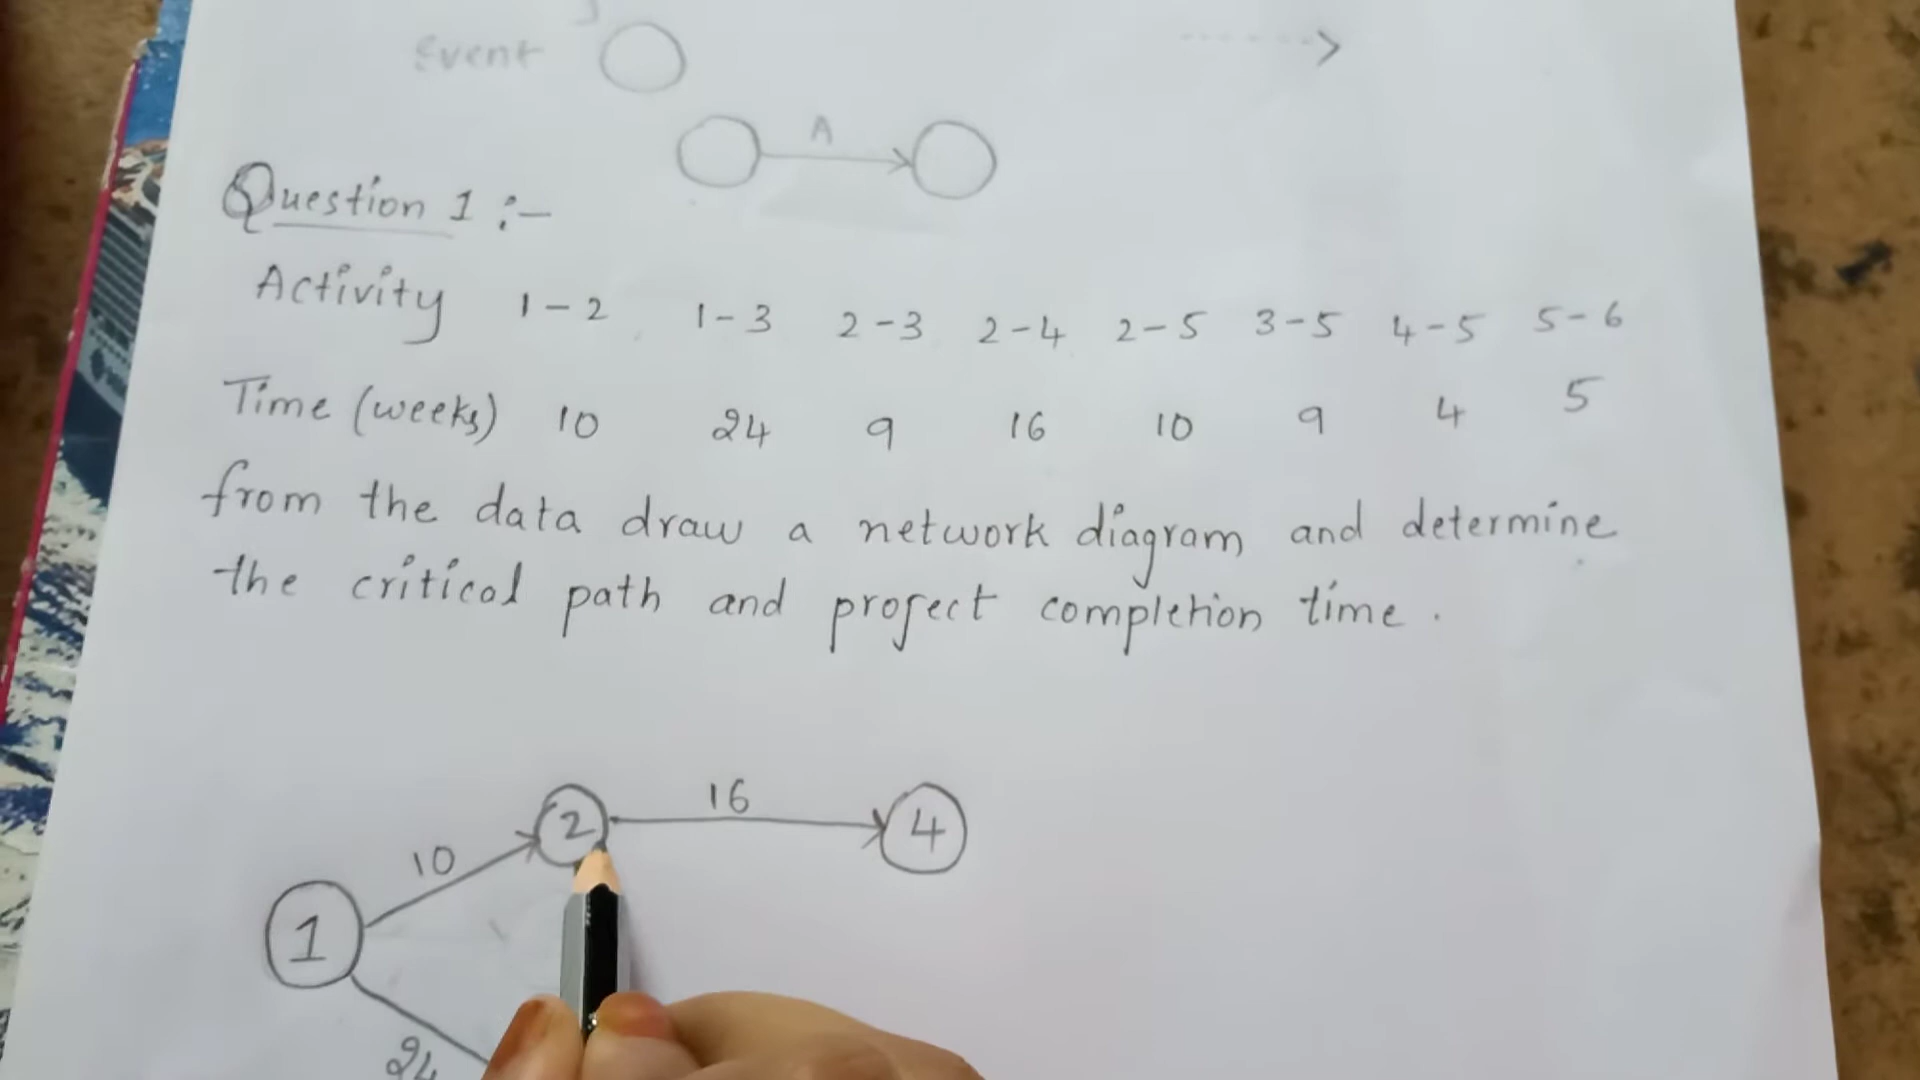 Event
A
Question 1 :-
Activity 1-2 1-3 2-3 2-4 2-5 3-5 4-5 5-6
Time (weeks) 10 24 9 16 10 9 4 5
from the data draw a network diagram and determine
the critical path and project completion time.
16
2
4
10
1
24